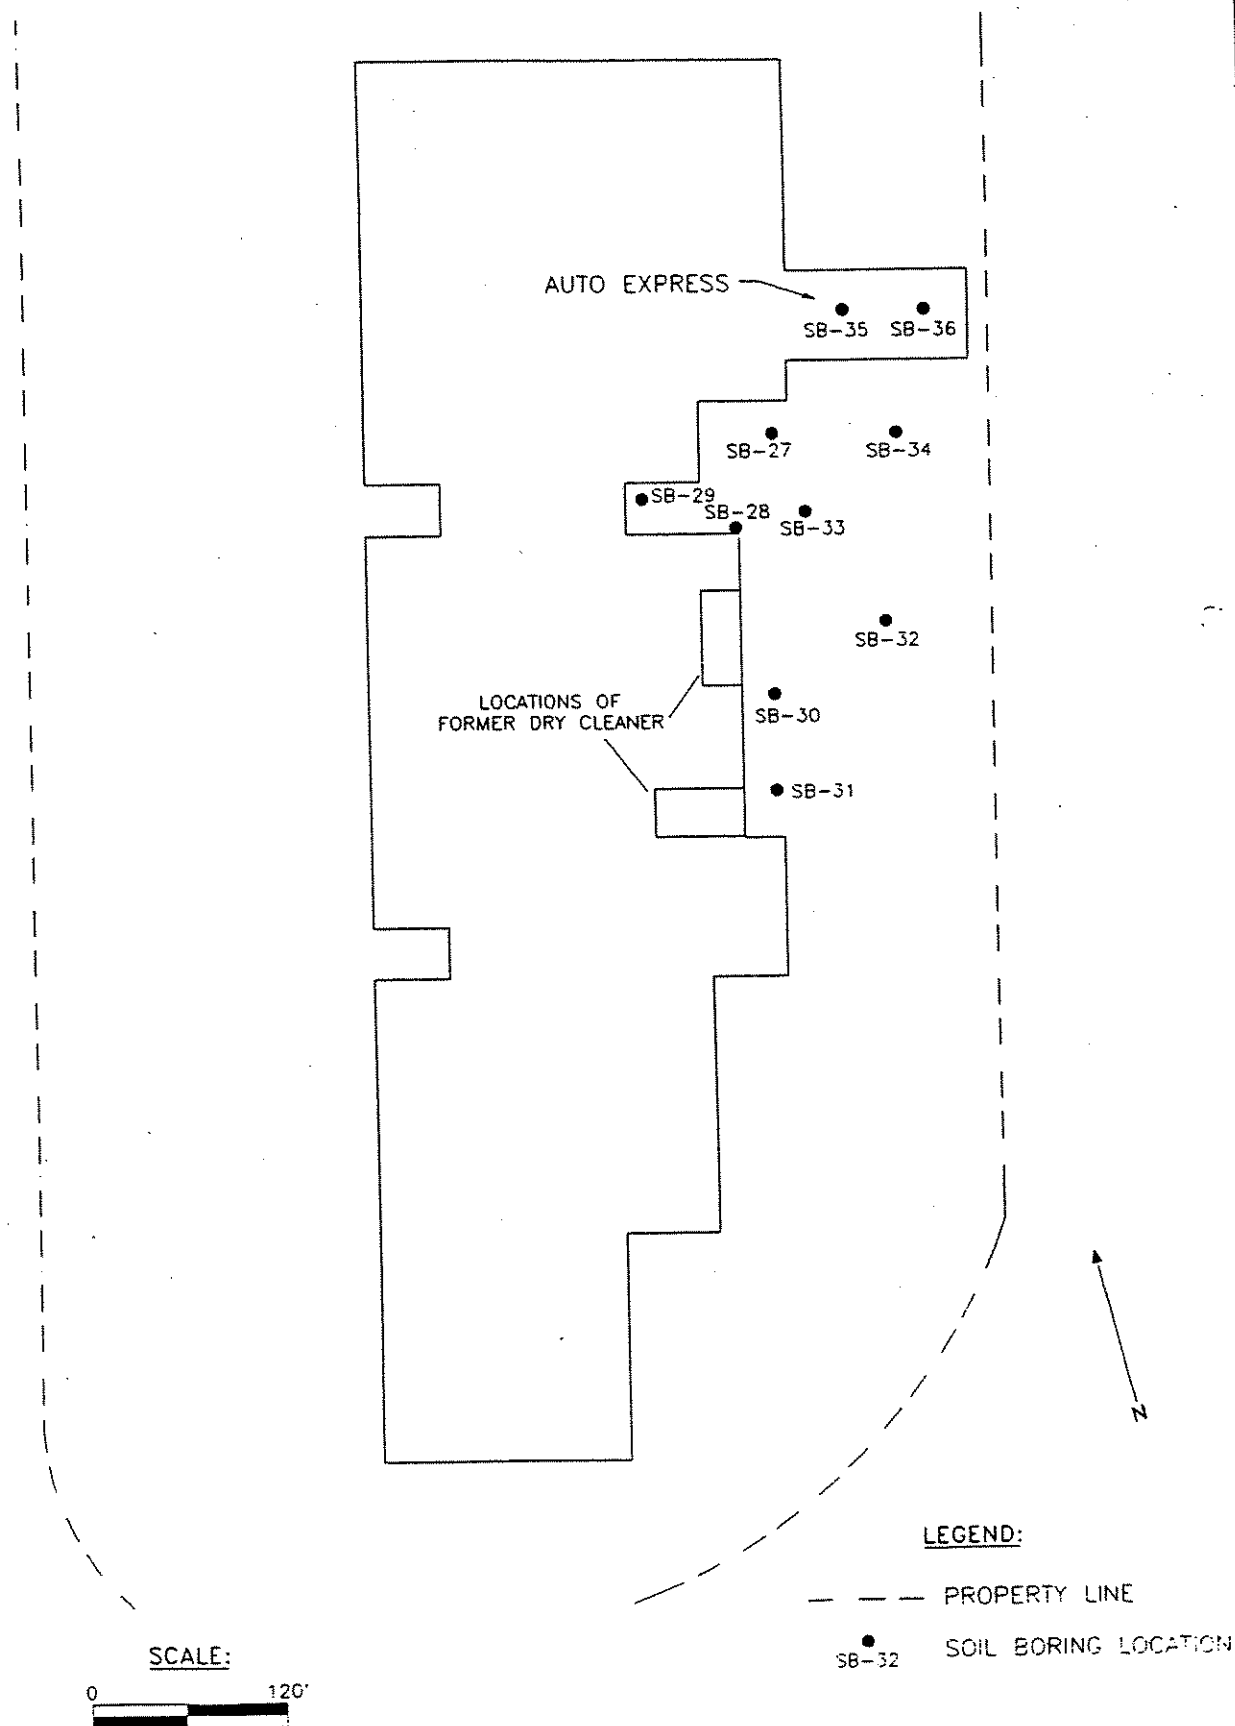 AUTO EXPRESS
SB-35
SB-36
SB-27
SB-34
SB-29
SB-28
SB-33
SB-32
LOCATIONS OF
FORMER DRY CLEANER
SB-30
SB-31
N
LEGEND:
PROPERTY LINE
SB-32
SOIL BORING LOCATION
SCALE:
0 120'